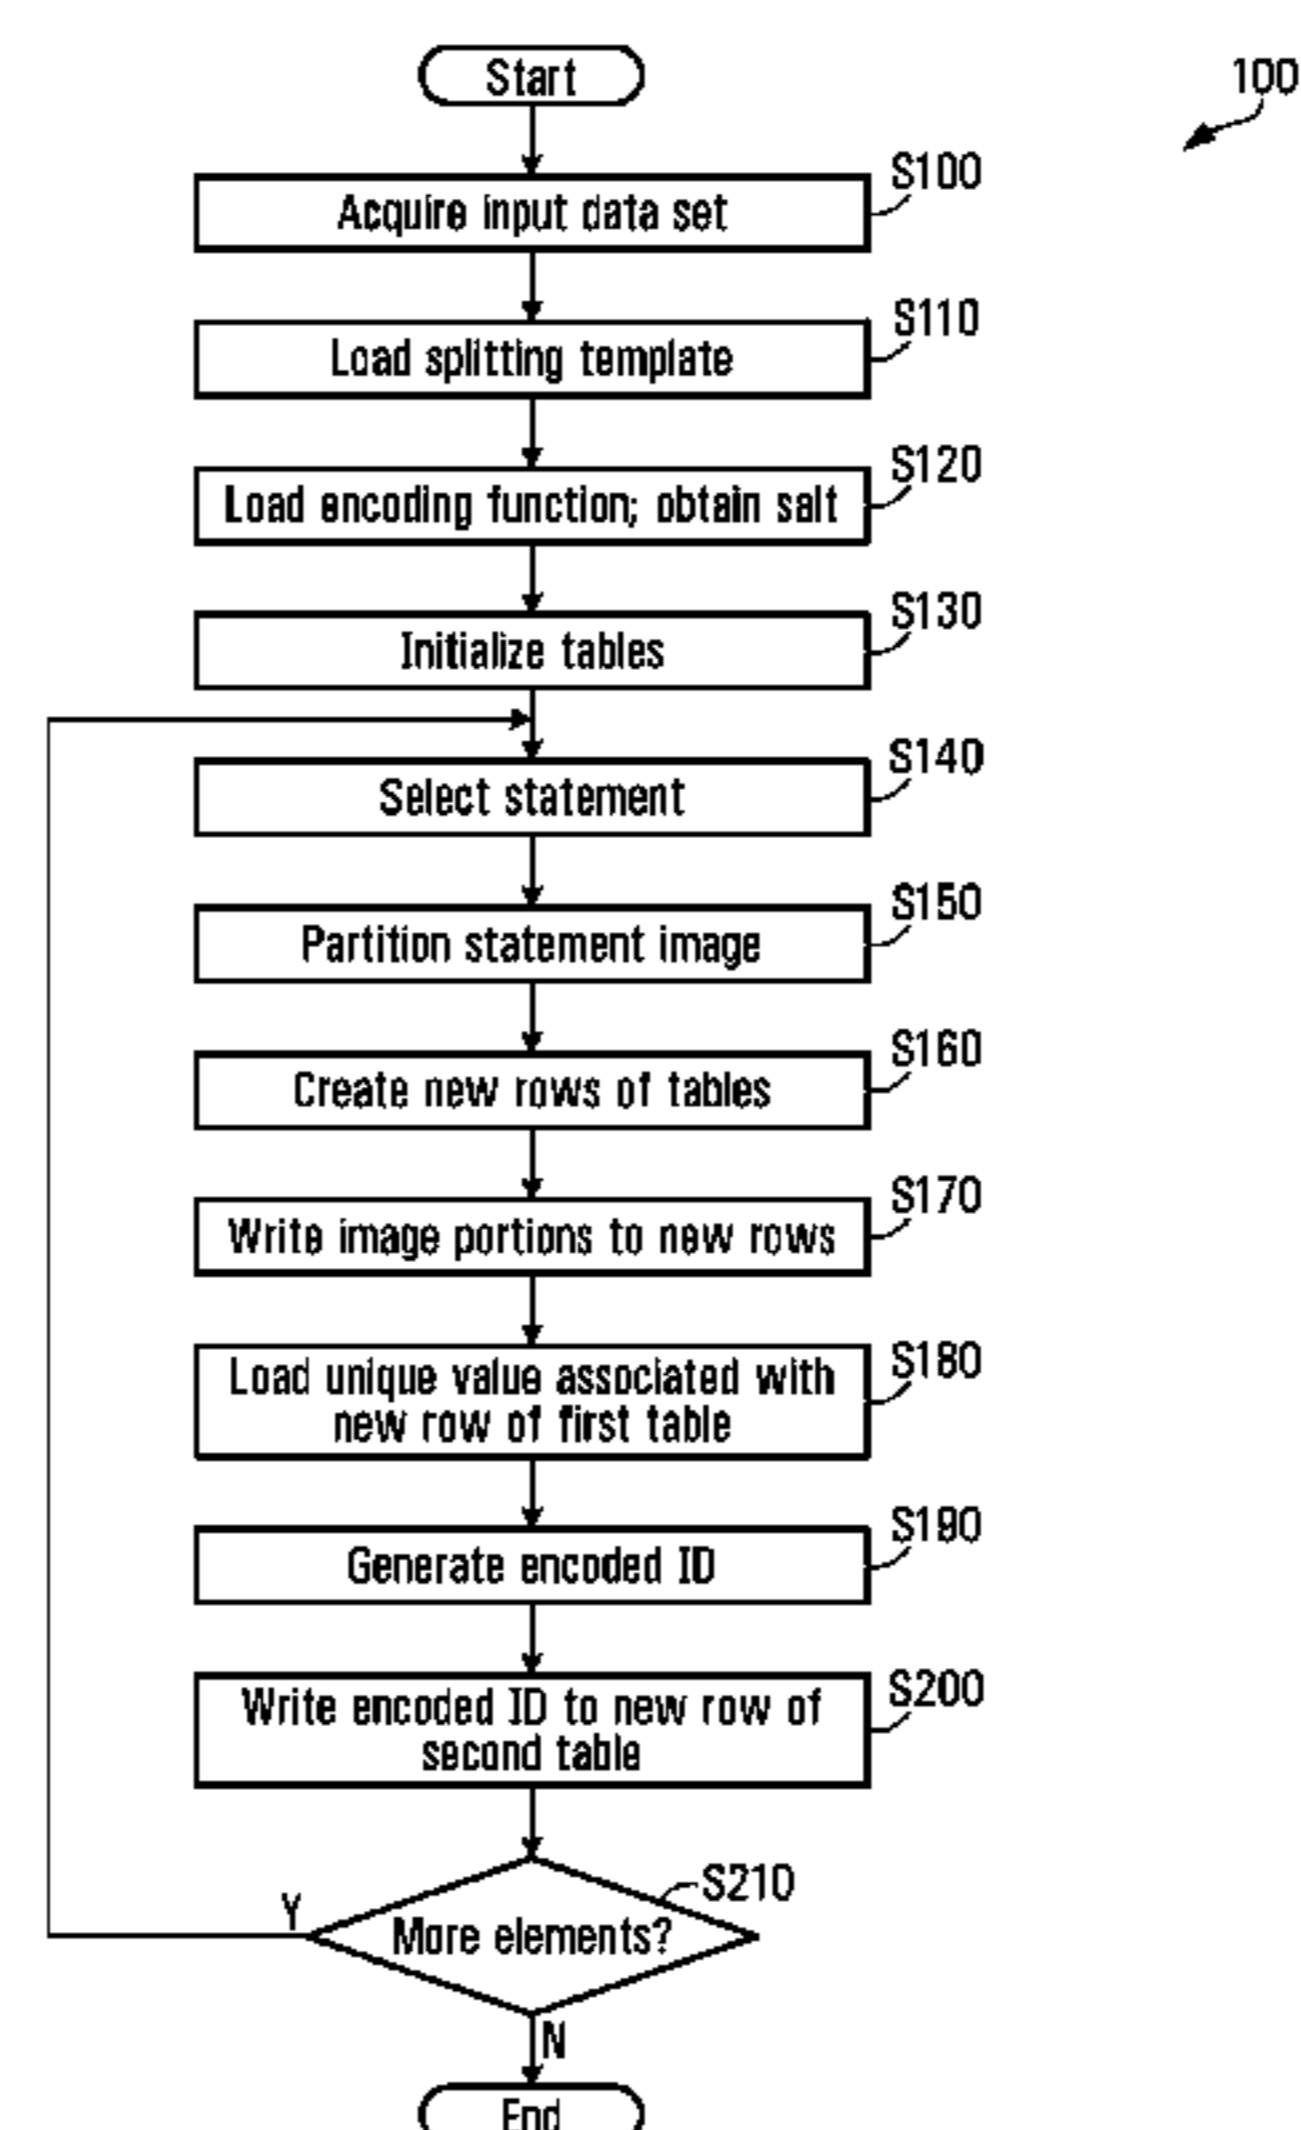 Start
100
S100
Acquire input data set
S110
Load splitting template
S120
Load encoding function; obtain salt
S130
Initialize tables
S140
Select statement
S150
Partition statement image
S160
Create new rows of tables
S170
Write image portions to new rows
S180
Load unique value associated with
new row of first table
S190
Generate encoded ID
S200
Write encoded ID to new row of
second table
S210
Y
More elements?
N
End